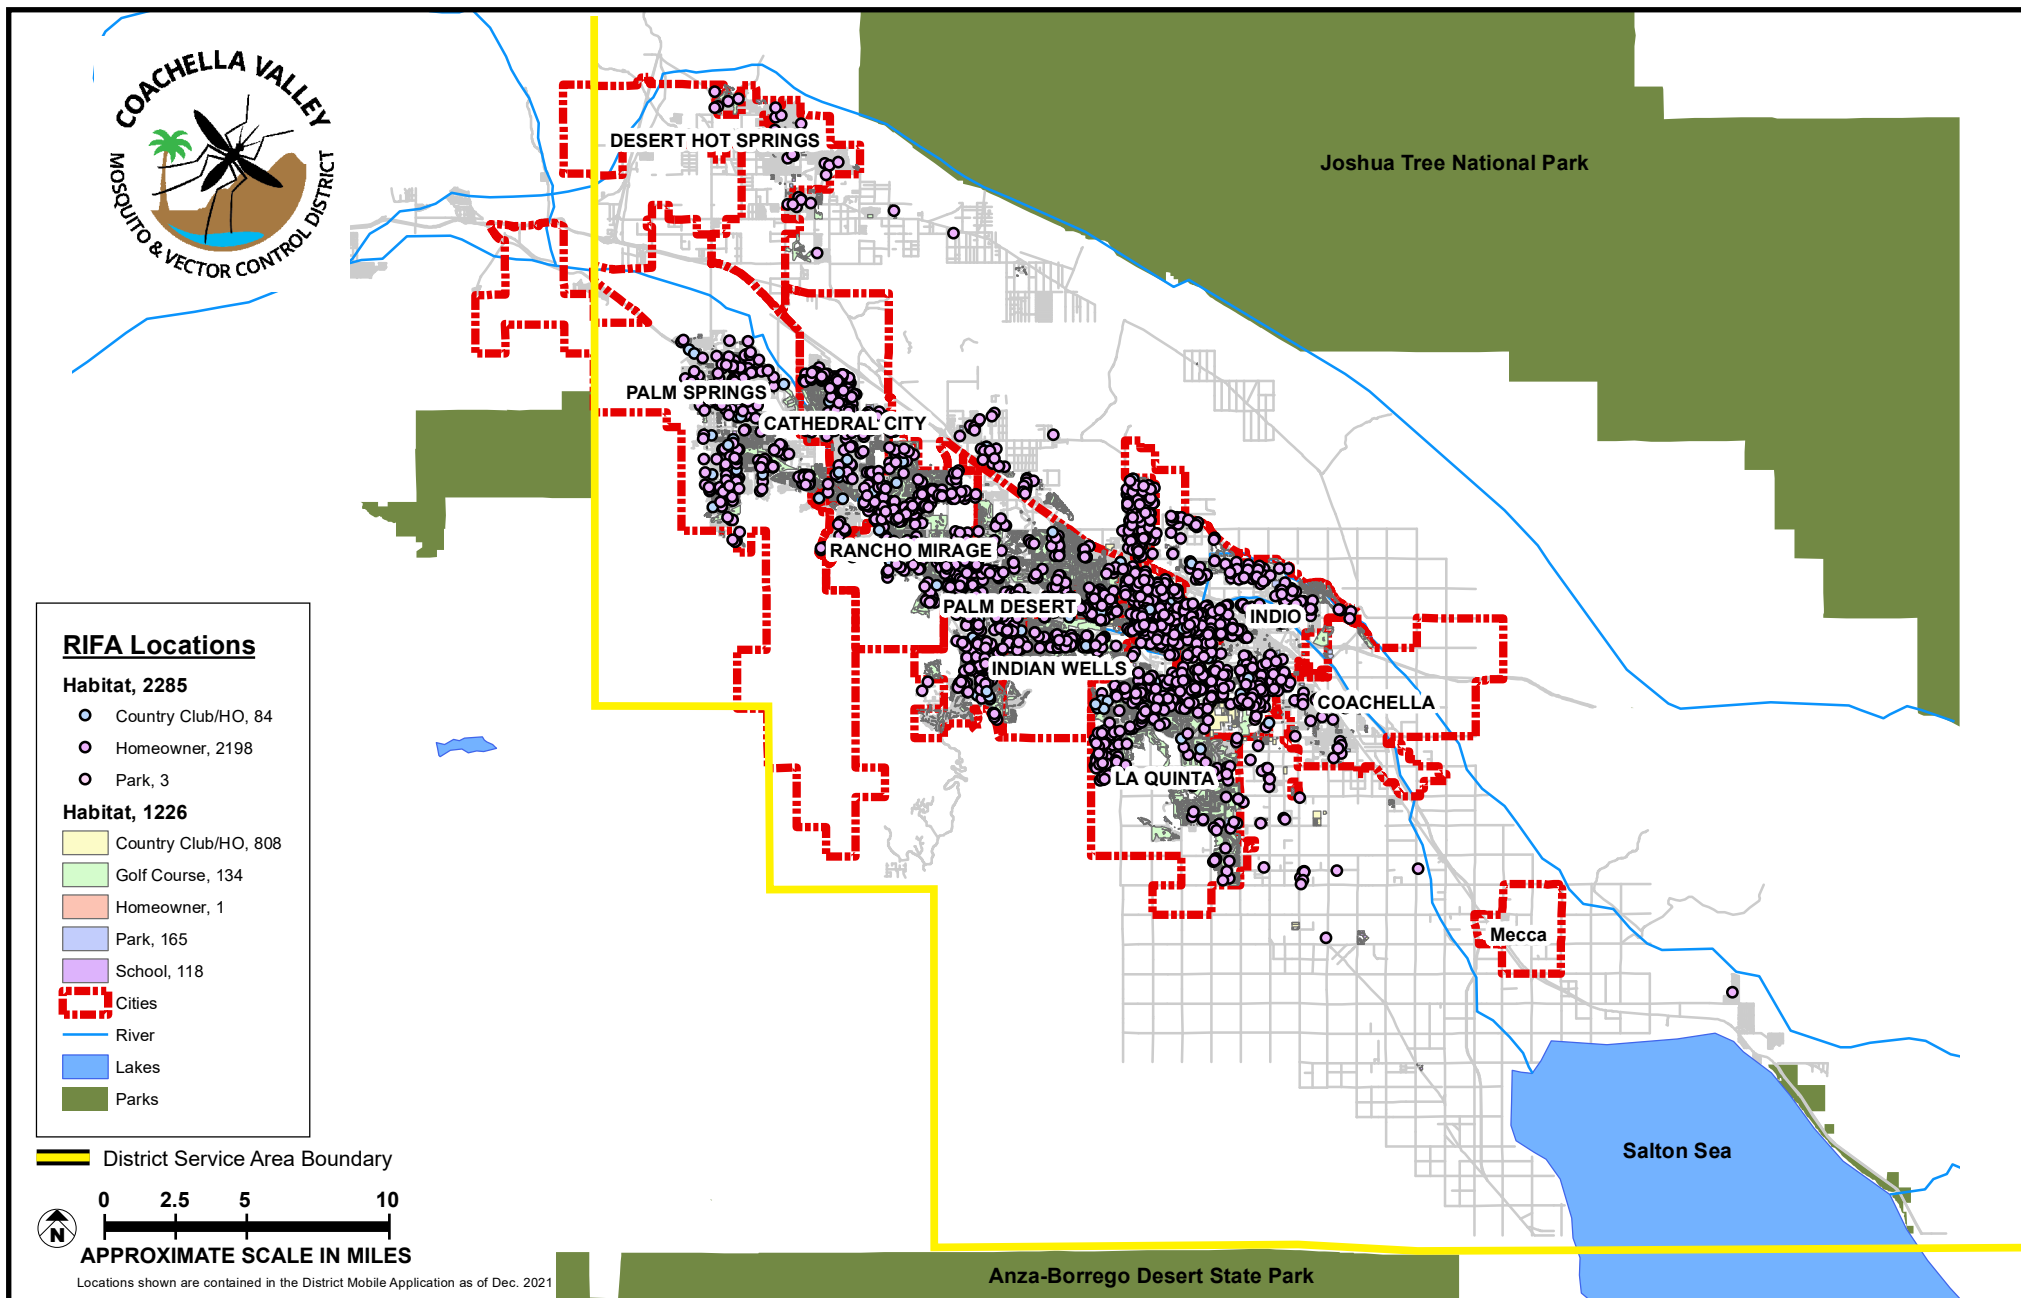 COACHELLA VALLEY
MOSQUITO & VECTOR CONTROL DISTRICT
Joshua Tree National Park
DESERT HOT SPRINGS
PALM SPRINGS
CATHEDRAL CITY
RANCHO MIRAGE
PALM DESERT
INDIO
INDIAN WELLS
COACHELLA
LA QUINTA
Mecca
Salton Sea
Anza-Borrego Desert State Park
RIFA Locations
Habitat, 2285
Country Club/HO, 84
Homeowner, 2198
Park, 3
Habitat, 1226
Country Club/HO, 808
Golf Course, 134
Homeowner, 1
Park, 165
School, 118
Cities
River
Lakes
Parks
District Service Area Boundary
0 2.5 5 10
N
APPROXIMATE SCALE IN MILES
Locations shown are contained in the District Mobile Application as of Dec. 2021